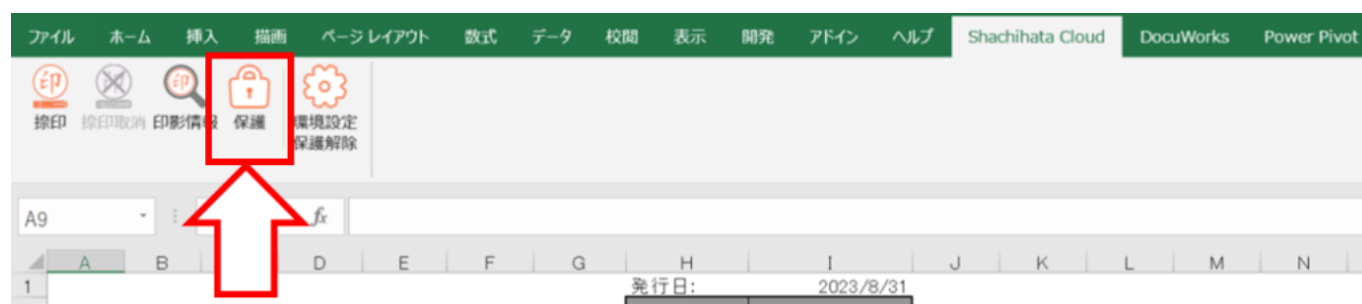 ファイル ホーム 挿入 描画 ページ レイアウト 数式 データ 校閲 表示 開発 アドイン ヘルプ Shachihata Cloud DocuWorks Power Pivot
印 印 印
捺印 捺印取消 印影情報 保護 環境設定
保護解除
A9 fx
A B D E F G H I J K L M N
1 発行日: 2023/8/31